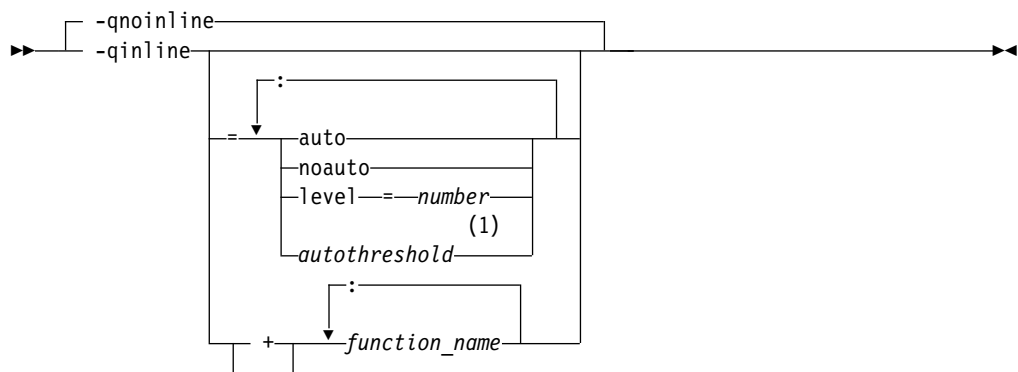 -qnoinline
-qinline
:
= auto
noauto
level = number
(1)
autothreshold
:
+ function_name